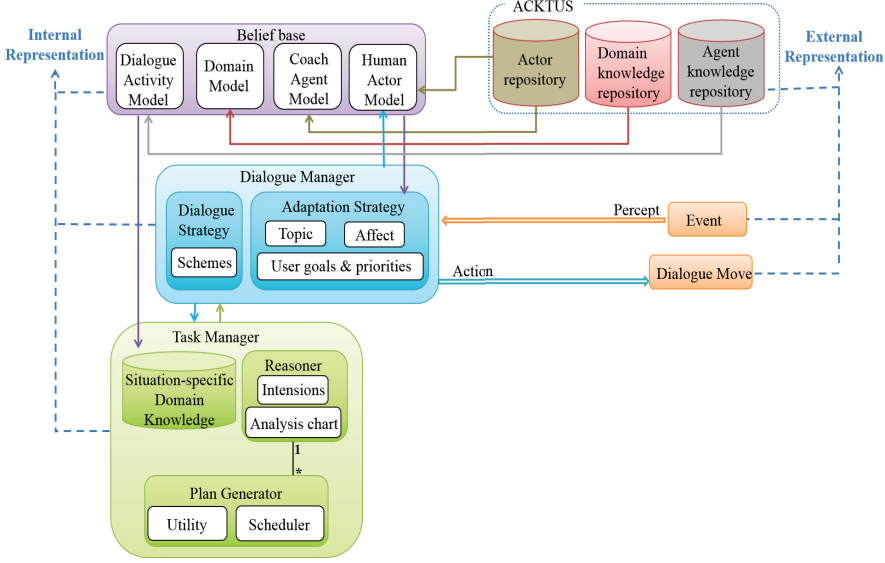 ACKTUS
Internal
Representation
Belief base
Dialogue
Activity
Model
Domain
Model
Coach
Agent
Model
Human
Actor
Model
Actor
repository
Domain
knowledge
repository
Agent
knowledge
repository
External
Representation
Dialogue Manager
Dialogue
Strategy
Schemes
Adaptation Strategy
Topic
Affect
User goals & priorities
Percept
Event
Action
Dialogue Move
Task Manager
Situation-specific
Domain
Knowledge
Reasoner
Intensions
Analysis chart
1
*
Plan Generator
Utility
Scheduler